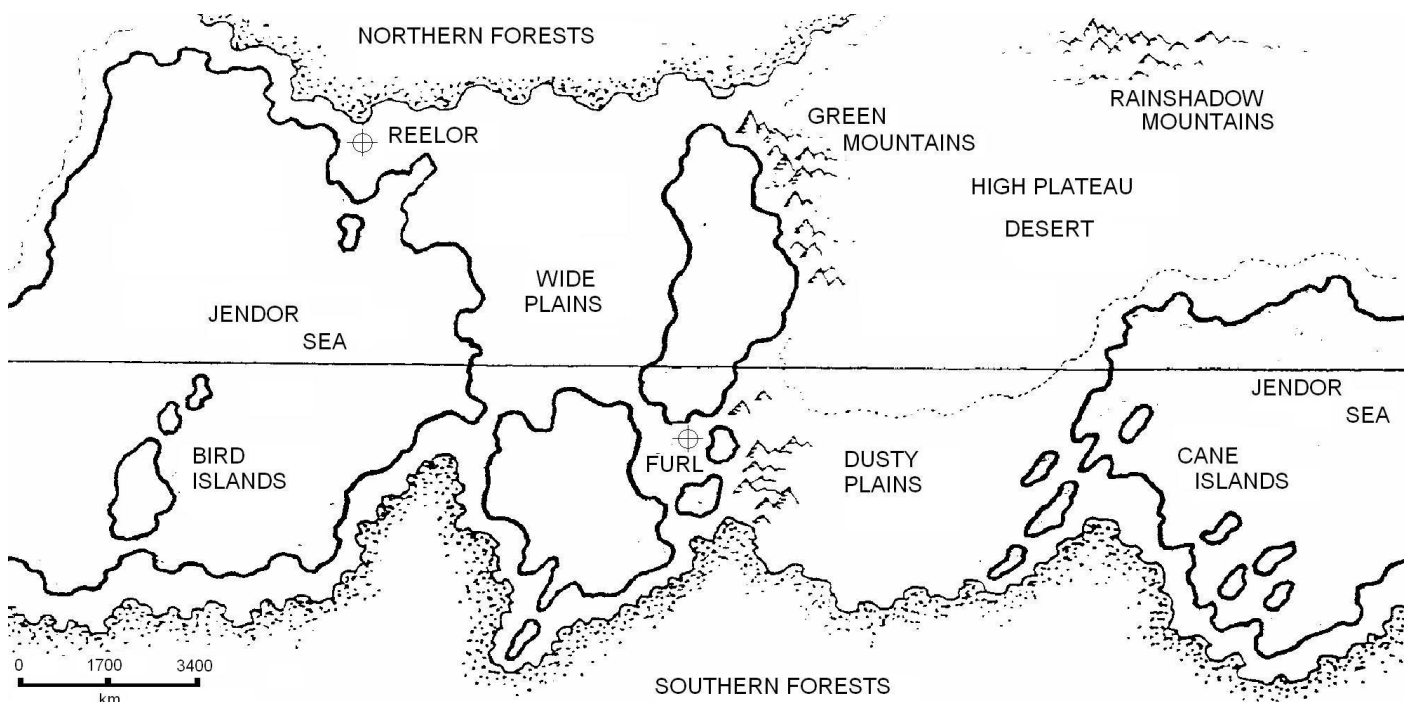 NORTHERN FORESTS
RAINSHADOW
MOUNTAINS
GREEN
MOUNTAINS
REELOR
HIGH PLATEAU
DESERT
WIDE
PLAINS
JENDOR
SEA
JENDOR
SEA
BIRD
ISLANDS
FURL
DUSTY
PLAINS
CANE
ISLANDS
0 1700 3400
km
SOUTHERN FORESTS